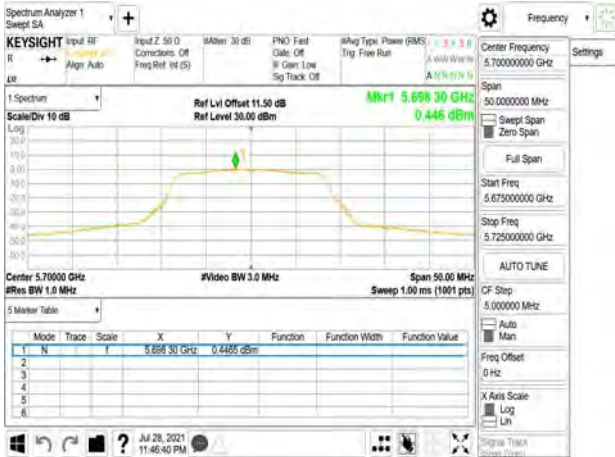 Spectrum Analyzer 1
Swept SA
Frequency
KEYSIGHT
R
Input: RF
Align: Auto
Input Z: 50 Ω
Corrections: Off
Freq Ref: Int (S)
#Atten: 30 dB
PNO: Fast
Gate: Off
IF Gain: Low
Sig Track: Off
#Avg Type: Power (RMS)
Trig: Free Run
1 Spectrum
Scale/Div 10 dB
Log
Ref Lvl Offset 11.50 dB
Ref Level 30.00 dBm
Mkr1 5.698 30 GHz
0.446 dBm
20.0
10.0
0.00
1
Center 5.70000 GHz
#Res BW 1.0 MHz
#Video BW 3.0 MHz
Span 50.00 MHz
Sweep 1.00 ms (1001 pts)
5 Marker Table
Mode Trace Scale X Y Function Function Width Function Value
1 N f 5.698 30 GHz 0.4465 dBm
2
3
4
5
6
Jul 28, 2021
11:46:40 PM
Center Frequency
5.700000000 GHz
Settings
Span
50.0000000 MHz
Swept Span
Zero Span
Full Span
Start Freq
5.675000000 GHz
Stop Freq
5.725000000 GHz
AUTO TUNE
CF Step
5.000000 MHz
Auto
Man
Freq Offset
0 Hz
X Axis Scale
Log
Lin
Signal Track